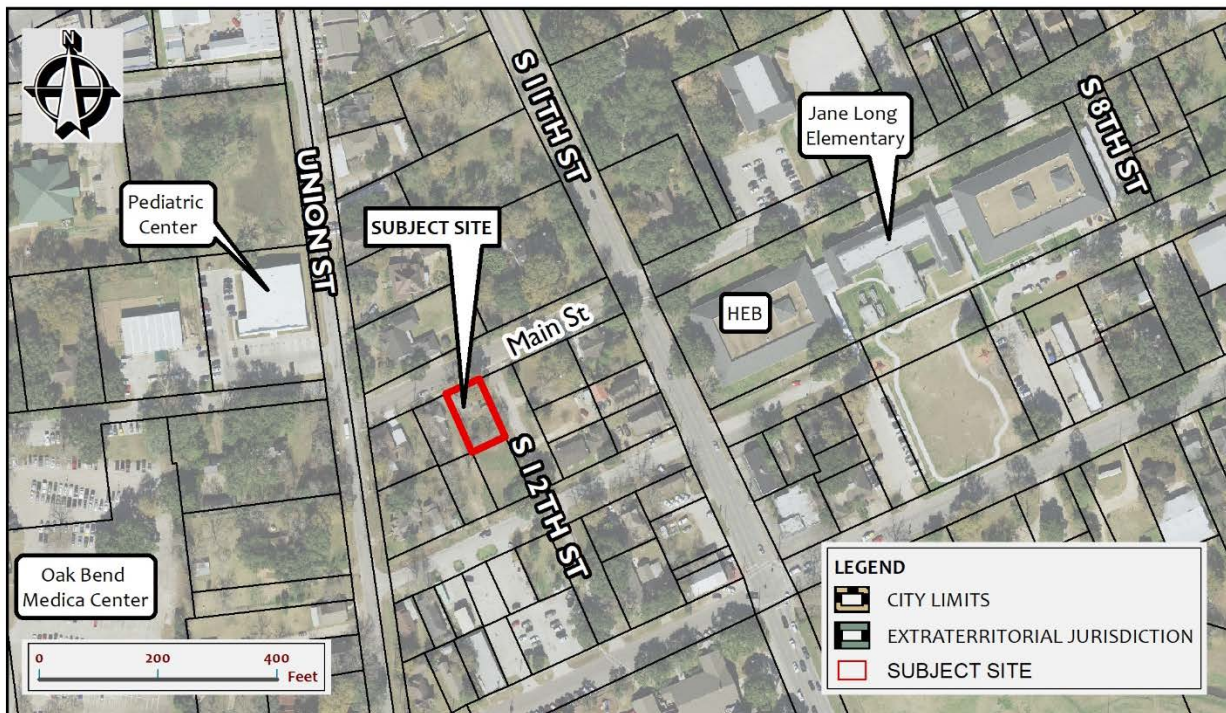 N
S 11TH ST
Jane Long
Elementary
S 8TH ST
UNION ST
Pediatric
Center
SUBJECT SITE
Main St
HEB
S 12TH ST
Oak Bend
Medica Center
0 200 400
Feet
LEGEND
CITY LIMITS
EXTRATERRITORIAL JURISDICTION
SUBJECT SITE